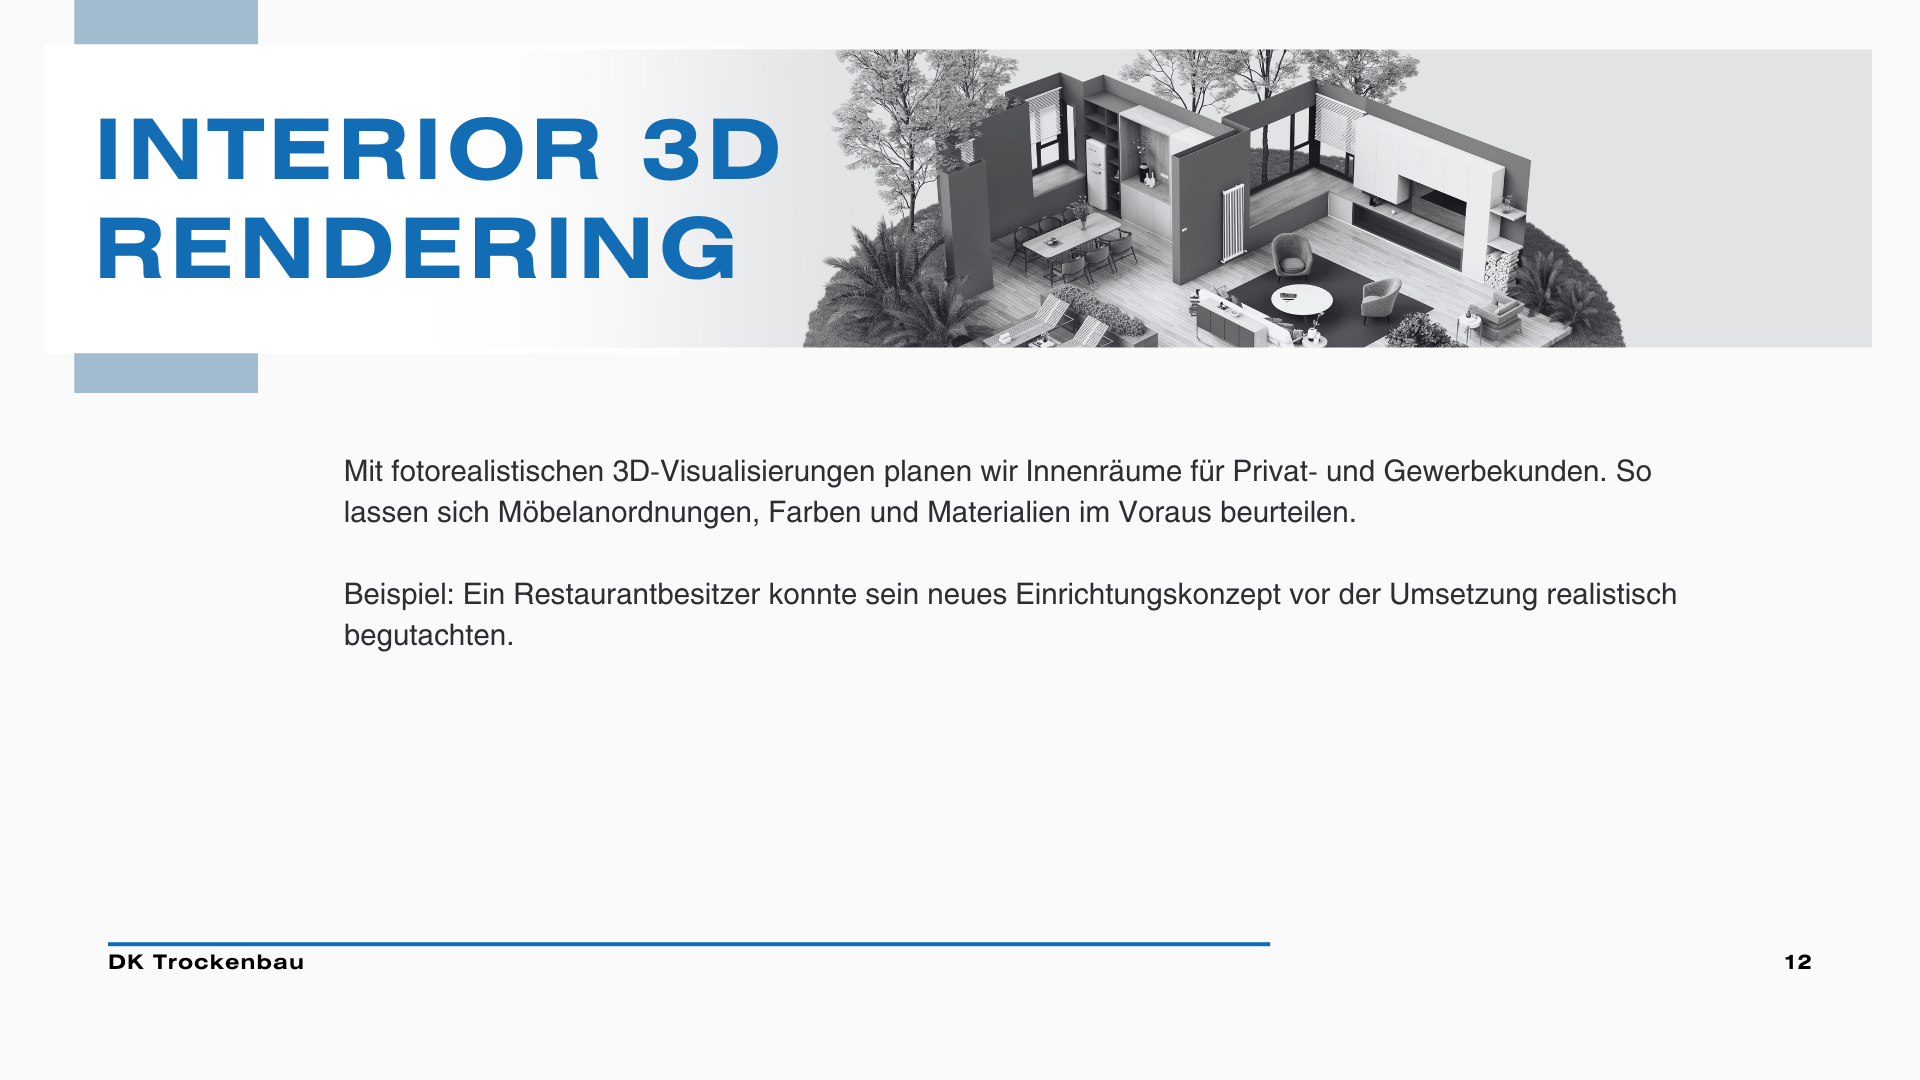 INTERIOR 3D
RENDERING
Mit fotorealistischen 3D-Visualisierungen planen wir Innenräume für Privat- und Gewerbekunden. So
lassen sich Möbelanordnungen, Farben und Materialien im Voraus beurteilen.
Beispiel: Ein Restaurantbesitzer konnte sein neues Einrichtungskonzept vor der Umsetzung realistisch
begutachten.
DK Trockenbau
12